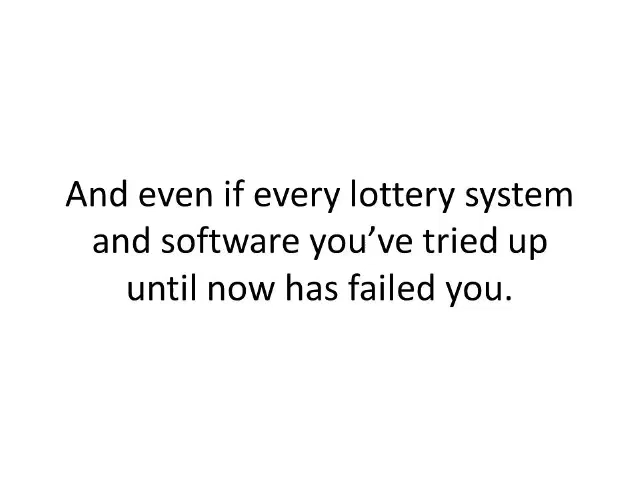 And even if every lottery system
and software you’ve tried up
until now has failed you.